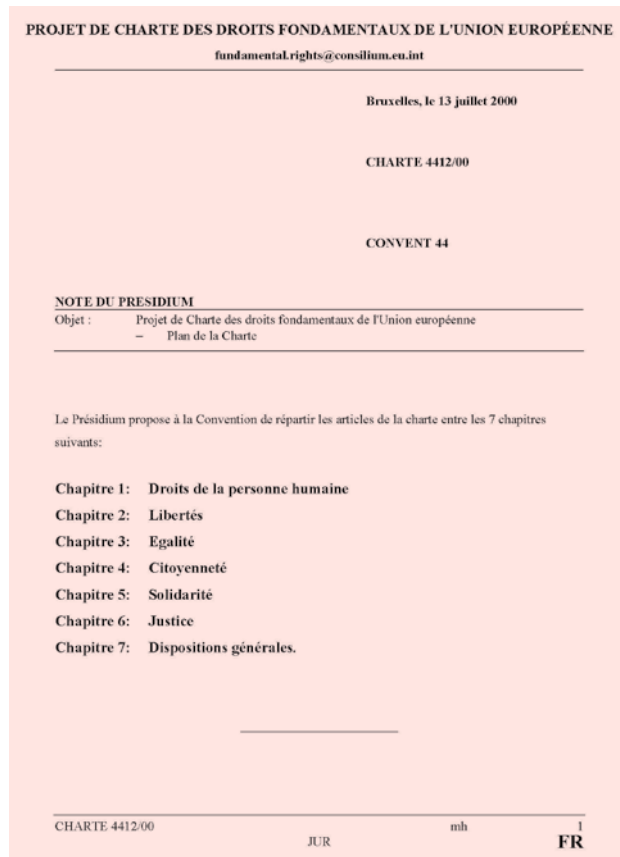 PROJET DE CHARTE DES DROITS FONDAMENTAUX DE L'UNION EUROPÉENNE
fundamental.rights@consilium.eu.int
Bruxelles, le 13 juillet 2000
CHARTE 4412/00
CONVENT 44
NOTE DU PRESIDIUM
Objet : Projet de Charte des droits fondamentaux de l'Union européenne
– Plan de la Charte
Le Présidium propose à la Convention de répartir les articles de la charte entre les 7 chapitres
suivants:
Chapitre 1: Droits de la personne humaine
Chapitre 2: Libertés
Chapitre 3: Egalité
Chapitre 4: Citoyenneté
Chapitre 5: Solidarité
Chapitre 6: Justice
Chapitre 7: Dispositions générales.
CHARTE 4412/00 mh 1
JUR FR